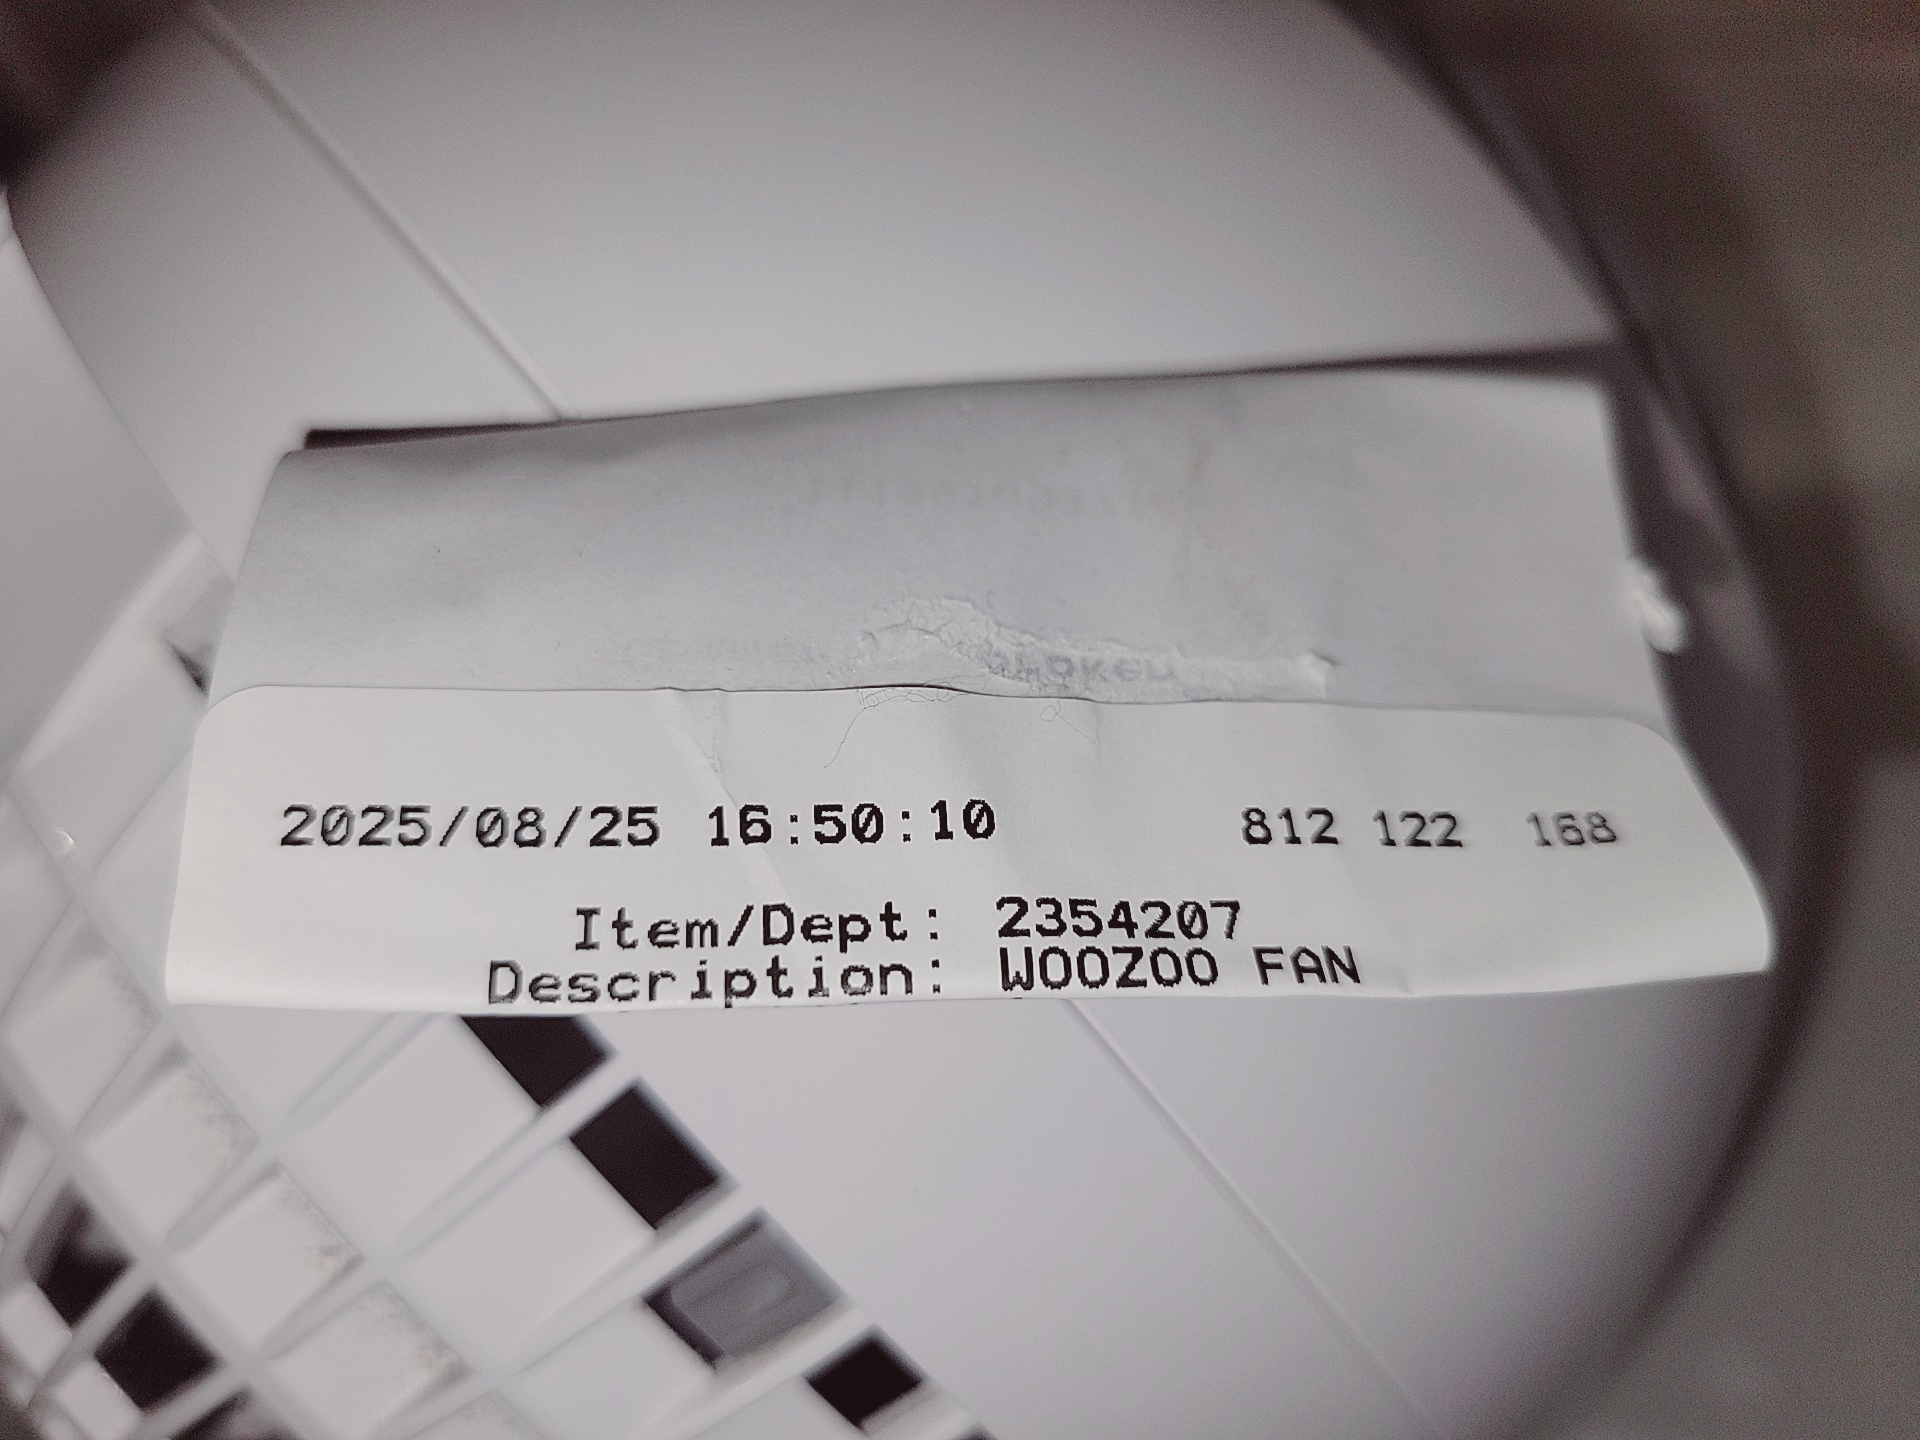 2025/08/25 16:50:10 812 122 168
Item/Dept: 2354207
Description: WOOZOO FAN